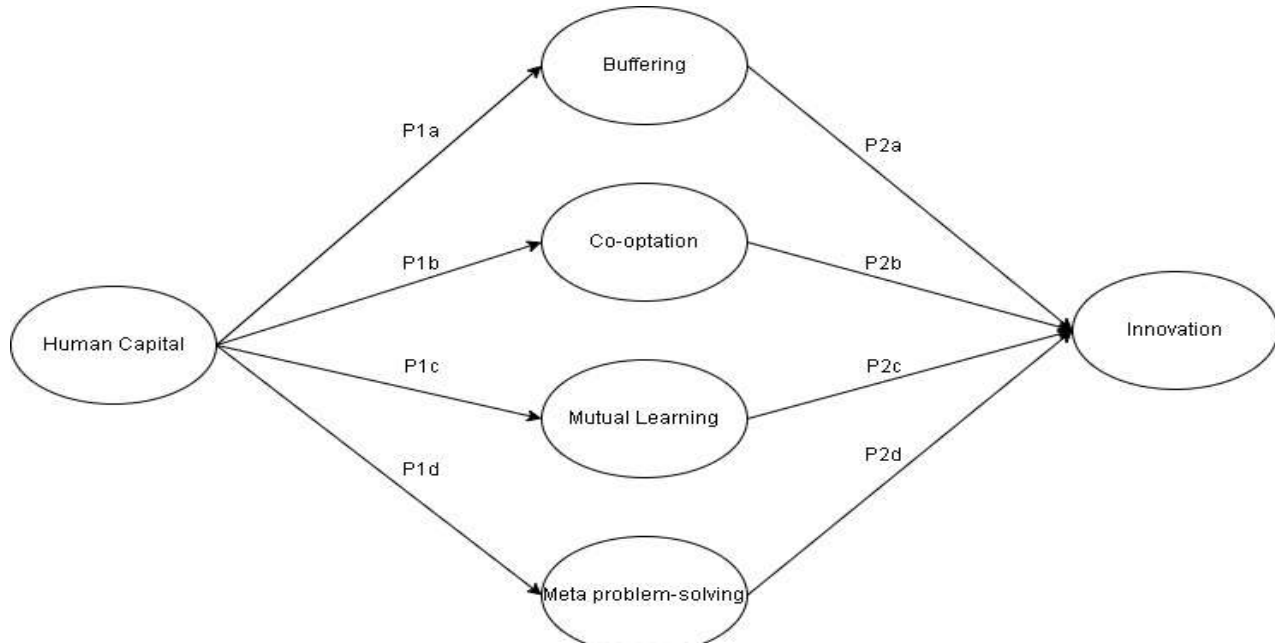 Buffering
P1a
P2a
Co-optation
P1b
P2b
Human Capital
Innovation
P1c
P2c
Mutual Learning
P1d
P2d
Meta problem-solving